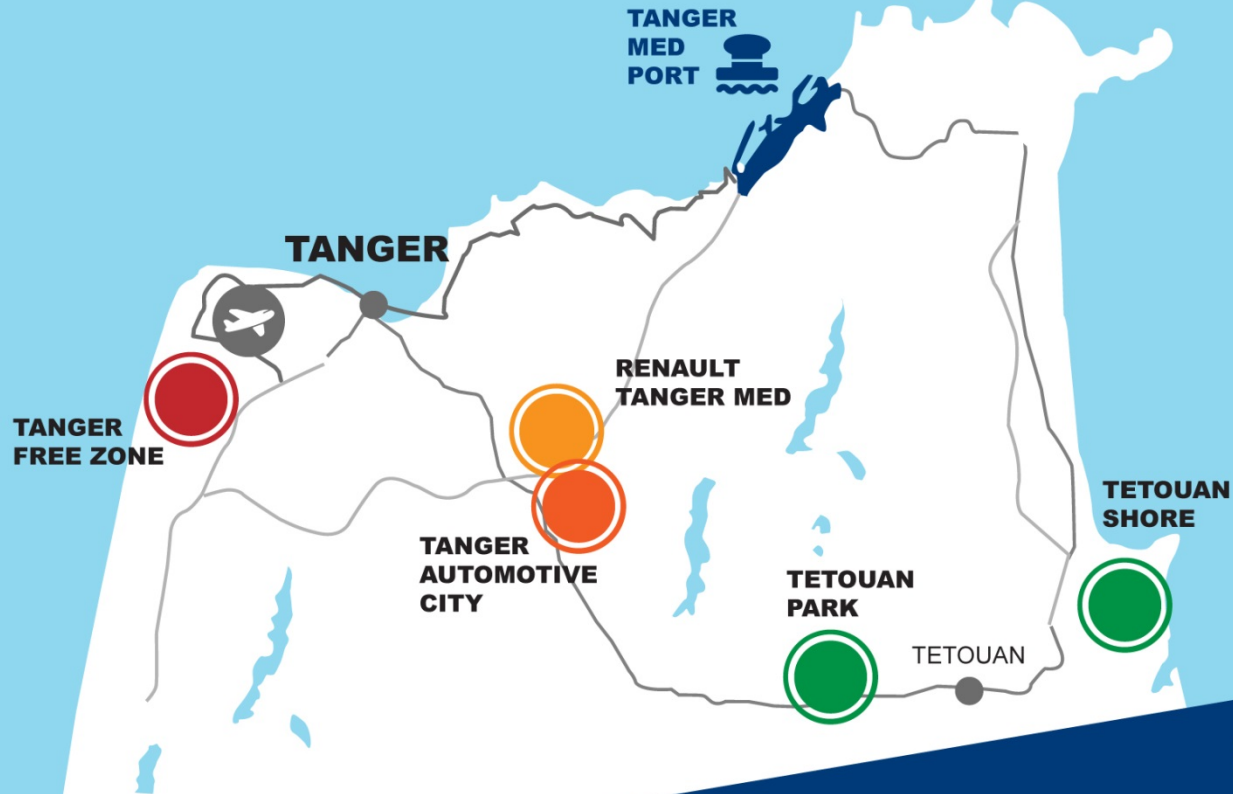 TANGER
MED
PORT
TANGER
RENAULT
TANGER MED
TANGER
FREE ZONE
TETOUAN
SHORE
TANGER
AUTOMOTIVE
CITY
TETOUAN
PARK
TETOUAN